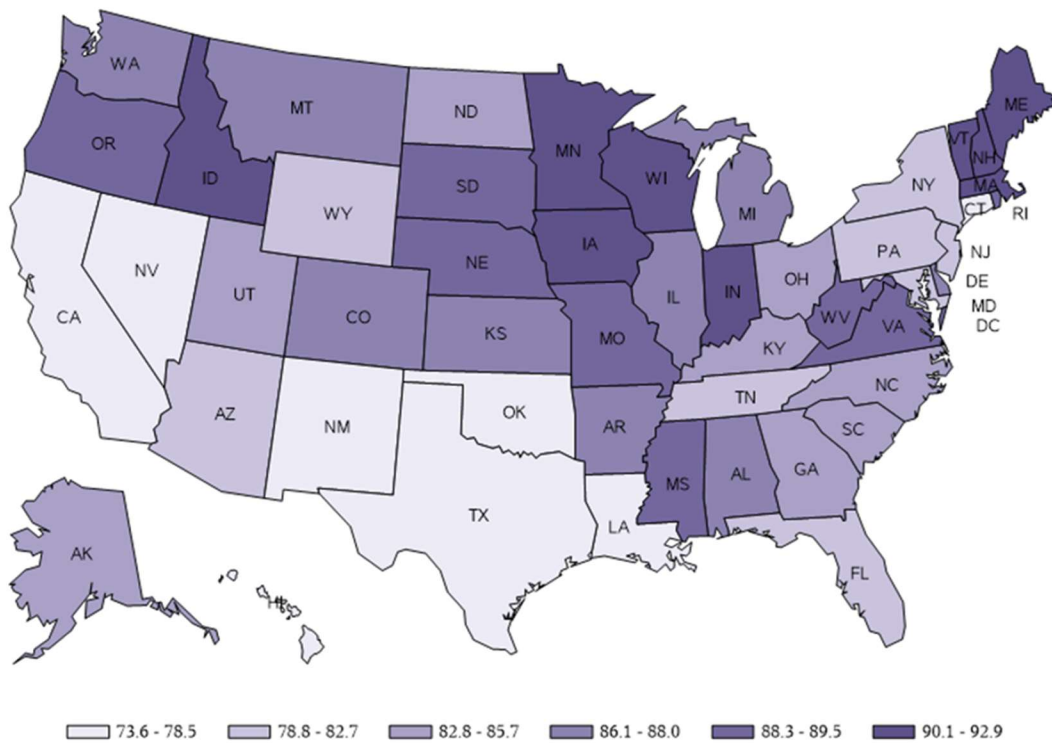 WA
MT
ND
ME
OR
ID
MN
VT
NH
SD
WI
MA
NY
CT
RI
WY
MI
IA
NE
PA
NJ
NV
OH
UT
IL
IN
DE
CA
CO
MD
WV
KS
VA
DC
MO
KY
NC
TN
AZ
OK
NM
AR
SC
GA
MS
AL
TX
LA
AK
FL
HI
73.6 - 78.5
78.8 - 82.7
82.8 - 85.7
86.1 - 88.0
88.3 - 89.5
90.1 - 92.9